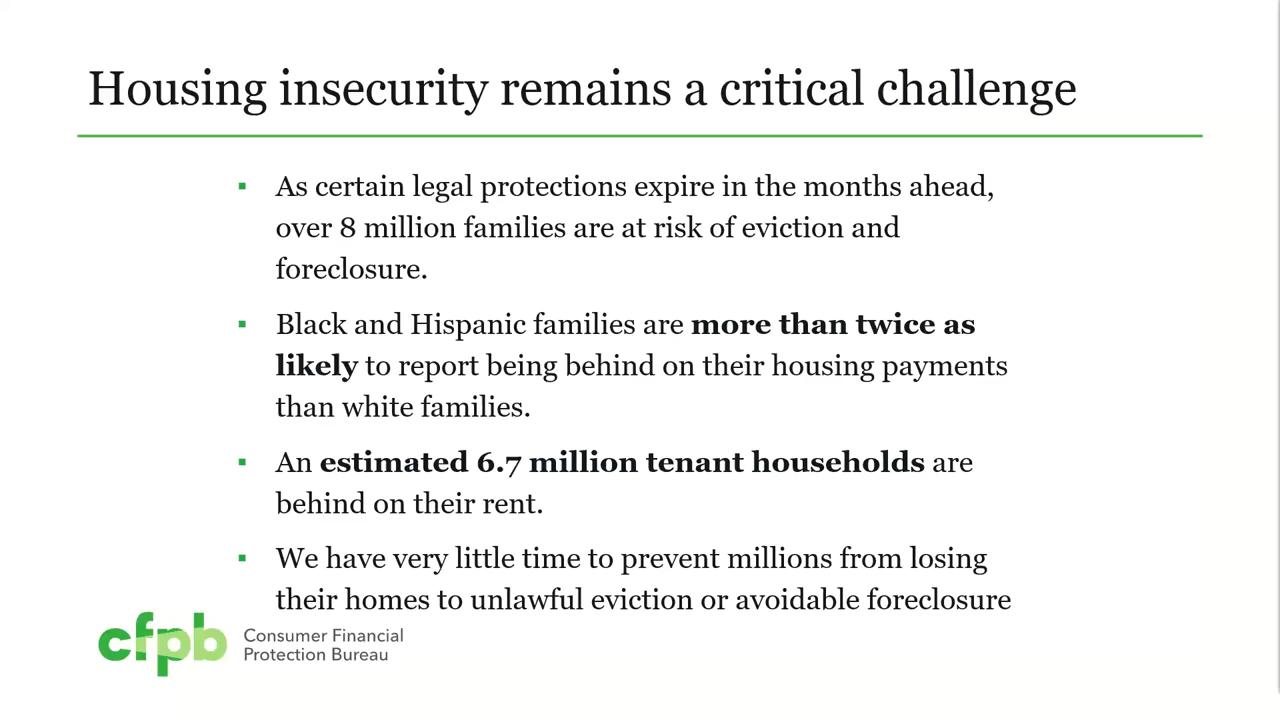 Housing insecurity remains a critical challenge
▪ As certain legal protections expire in the months ahead,
over 8 million families are at risk of eviction and
foreclosure.
▪ Black and Hispanic families are more than twice as
likely to report being behind on their housing payments
than white families.
▪ An estimated 6.7 million tenant households are
behind on their rent.
▪ We have very little time to prevent millions from losing
their homes to unlawful eviction or avoidable foreclosure
cfpb
Consumer Financial
Protection Bureau